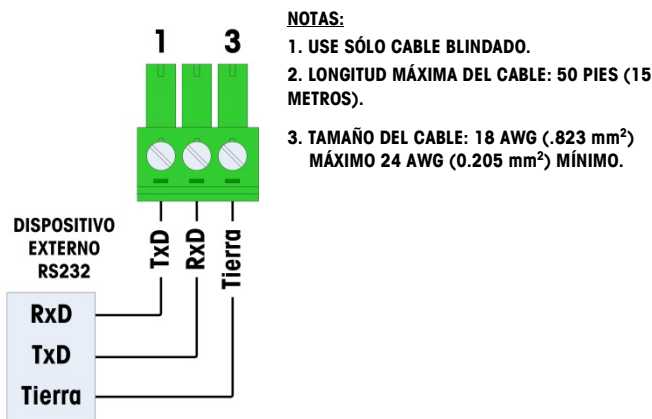 1 3
TxD
RxD
Tierra
DISPOSITIVO
EXTERNO
RS232
RxD
TxD
Tierra
NOTAS:
1. USE SÓLO CABLE BLINDADO.
2. LONGITUD MÁXIMA DEL CABLE: 50 PIES (15
METROS).
3. TAMAÑO DEL CABLE: 18 AWG (.823 mm²)
MÁXIMO 24 AWG (0.205 mm²) MÍNIMO.